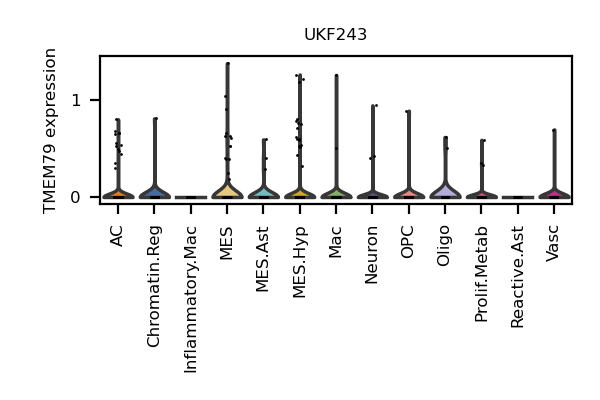 UKF243
TMEM79 expression
1
0
AC
Chromatin.Reg
Inflammatory.Mac
MES
MES.Ast
MES.Hyp
Mac
Neuron
OPC
Oligo
Prolif.Metab
Reactive.Ast
Vasc